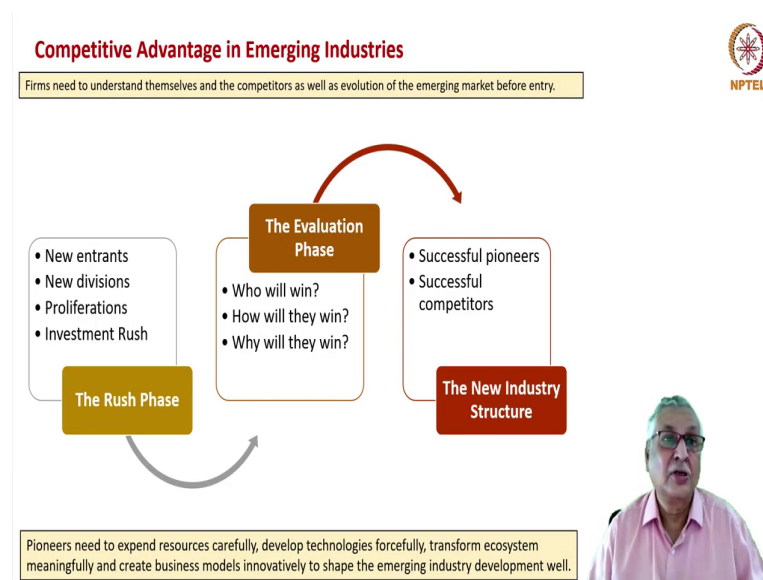 Competitive Advantage in Emerging Industries
NPTEL
Firms need to understand themselves and the competitors as well as evolution of the emerging market before entry.
• New entrants
• New divisions
• Proliferations
• Investment Rush
The Rush Phase
The Evaluation
Phase
• Who will win?
• How will they win?
• Why will they win?
• Successful pioneers
• Successful
competitors
The New Industry
Structure
Pioneers need to expend resources carefully, develop technologies forcefully, transform ecosystem
meaningfully and create business models innovatively to shape the emerging industry development well.